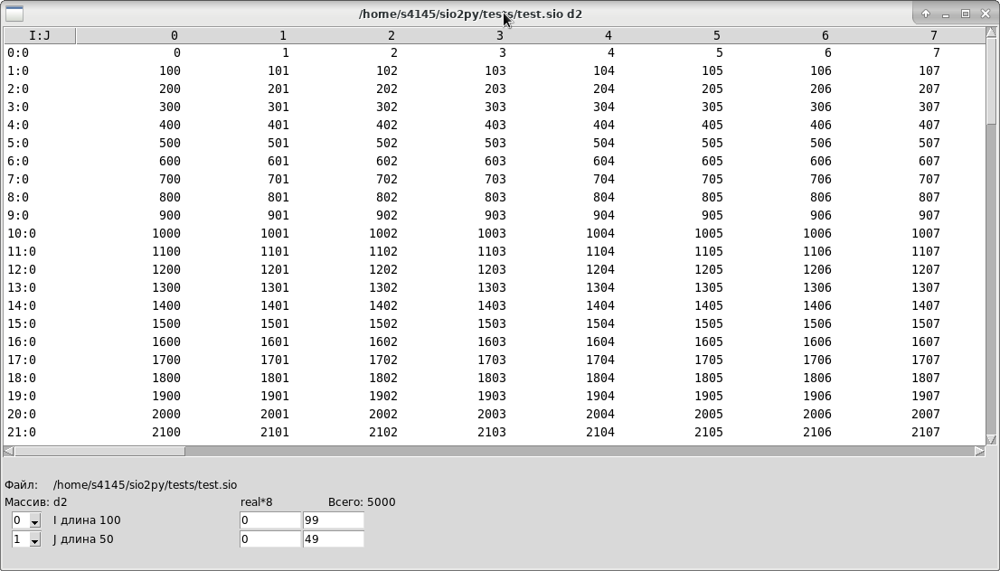 /home/s4145/sio2py/tests/test.sio d2
I:J 0 1 2 3 4 5 6 7
0:0 0 1 2 3 4 5 6 7
1:0 100 101 102 103 104 105 106 107
2:0 200 201 202 203 204 205 206 207
3:0 300 301 302 303 304 305 306 307
4:0 400 401 402 403 404 405 406 407
5:0 500 501 502 503 504 505 506 507
6:0 600 601 602 603 604 605 606 607
7:0 700 701 702 703 704 705 706 707
8:0 800 801 802 803 804 805 806 807
9:0 900 901 902 903 904 905 906 907
10:0 1000 1001 1002 1003 1004 1005 1006 1007
11:0 1100 1101 1102 1103 1104 1105 1106 1107
12:0 1200 1201 1202 1203 1204 1205 1206 1207
13:0 1300 1301 1302 1303 1304 1305 1306 1307
14:0 1400 1401 1402 1403 1404 1405 1406 1407
15:0 1500 1501 1502 1503 1504 1505 1506 1507
16:0 1600 1601 1602 1603 1604 1605 1606 1607
17:0 1700 1701 1702 1703 1704 1705 1706 1707
18:0 1800 1801 1802 1803 1804 1805 1806 1807
19:0 1900 1901 1902 1903 1904 1905 1906 1907
20:0 2000 2001 2002 2003 2004 2005 2006 2007
21:0 2100 2101 2102 2103 2104 2105 2106 2107
Файл: /home/s4145/sio2py/tests/test.sio
Массив: d2 real*8 Всего: 5000
0 I длина 100 0 99
1 J длина 50 0 49